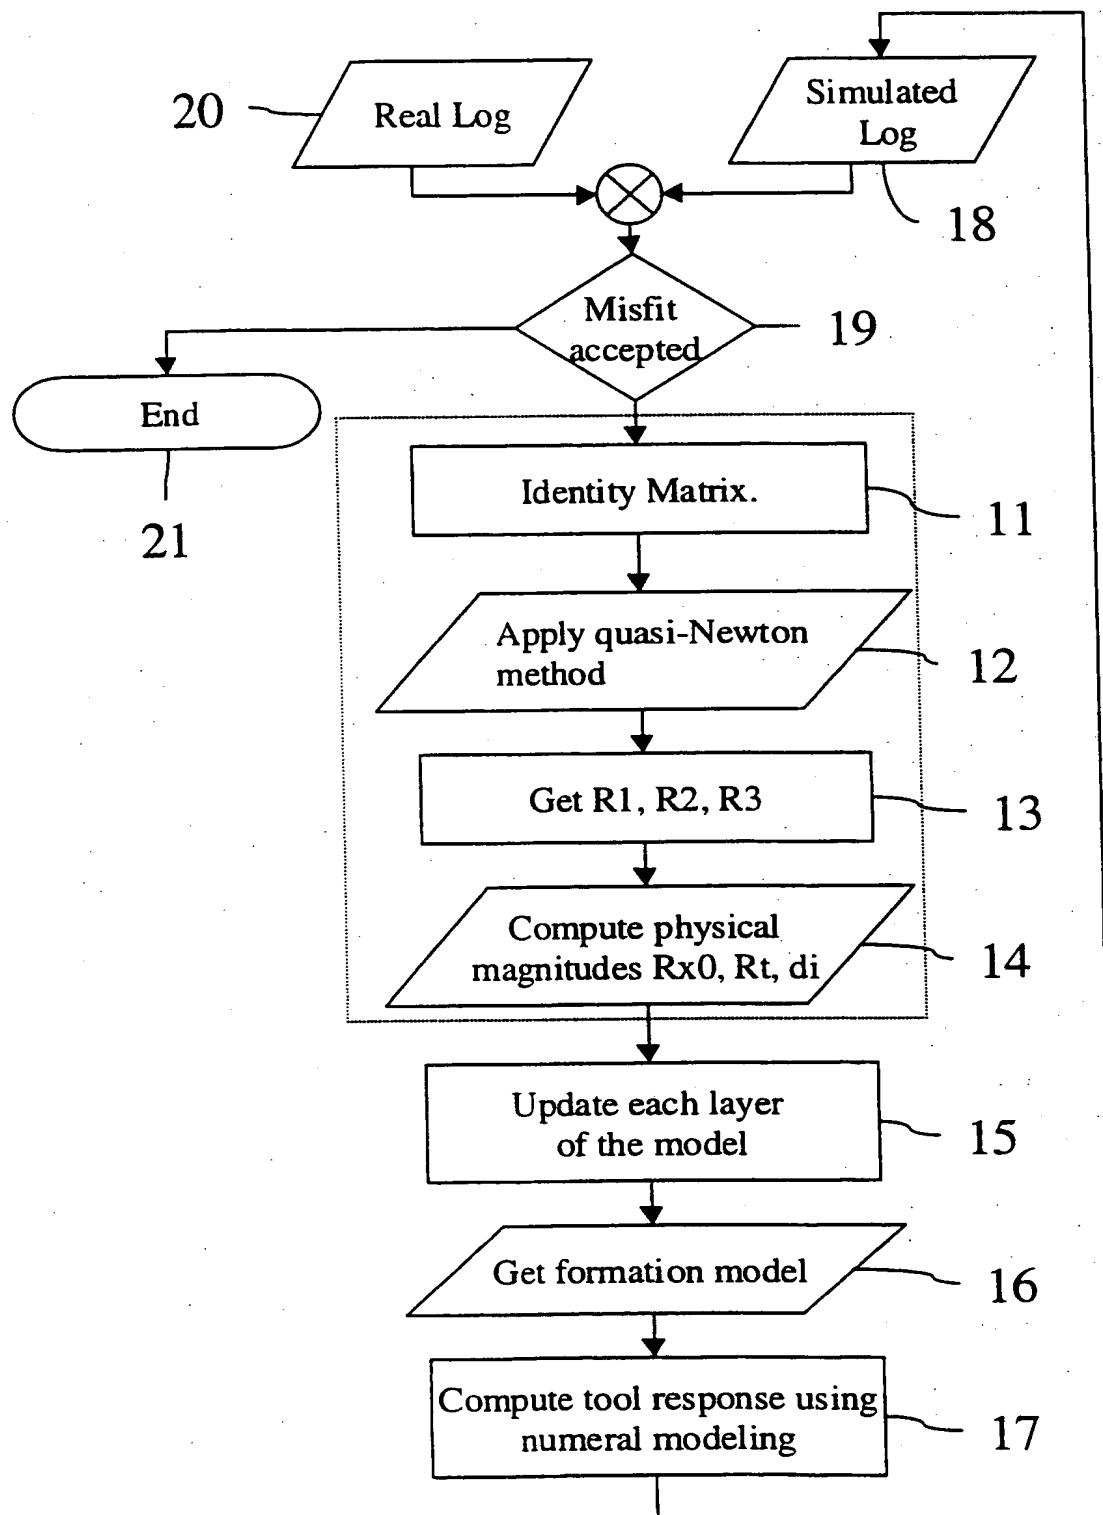 20
Real Log
Simulated
Log
18
Misfit
accepted
19
End
21
Identity Matrix.
11
Apply quasi-Newton
method
12
Get R1, R2, R3
13
Compute physical
magnitudes Rx0, Rt, di
14
Update each layer
of the model
15
Get formation model
16
Compute tool response using
numeral modeling
17